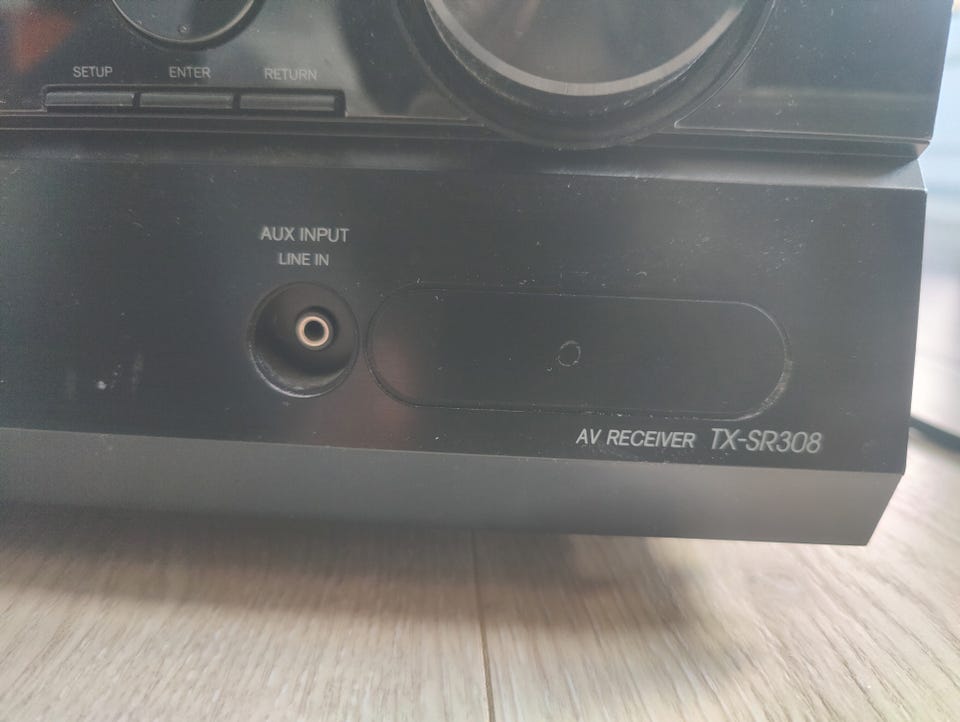 SETUP ENTER RETURN
AUX INPUT
LINE IN
AV RECEIVER TX-SR308